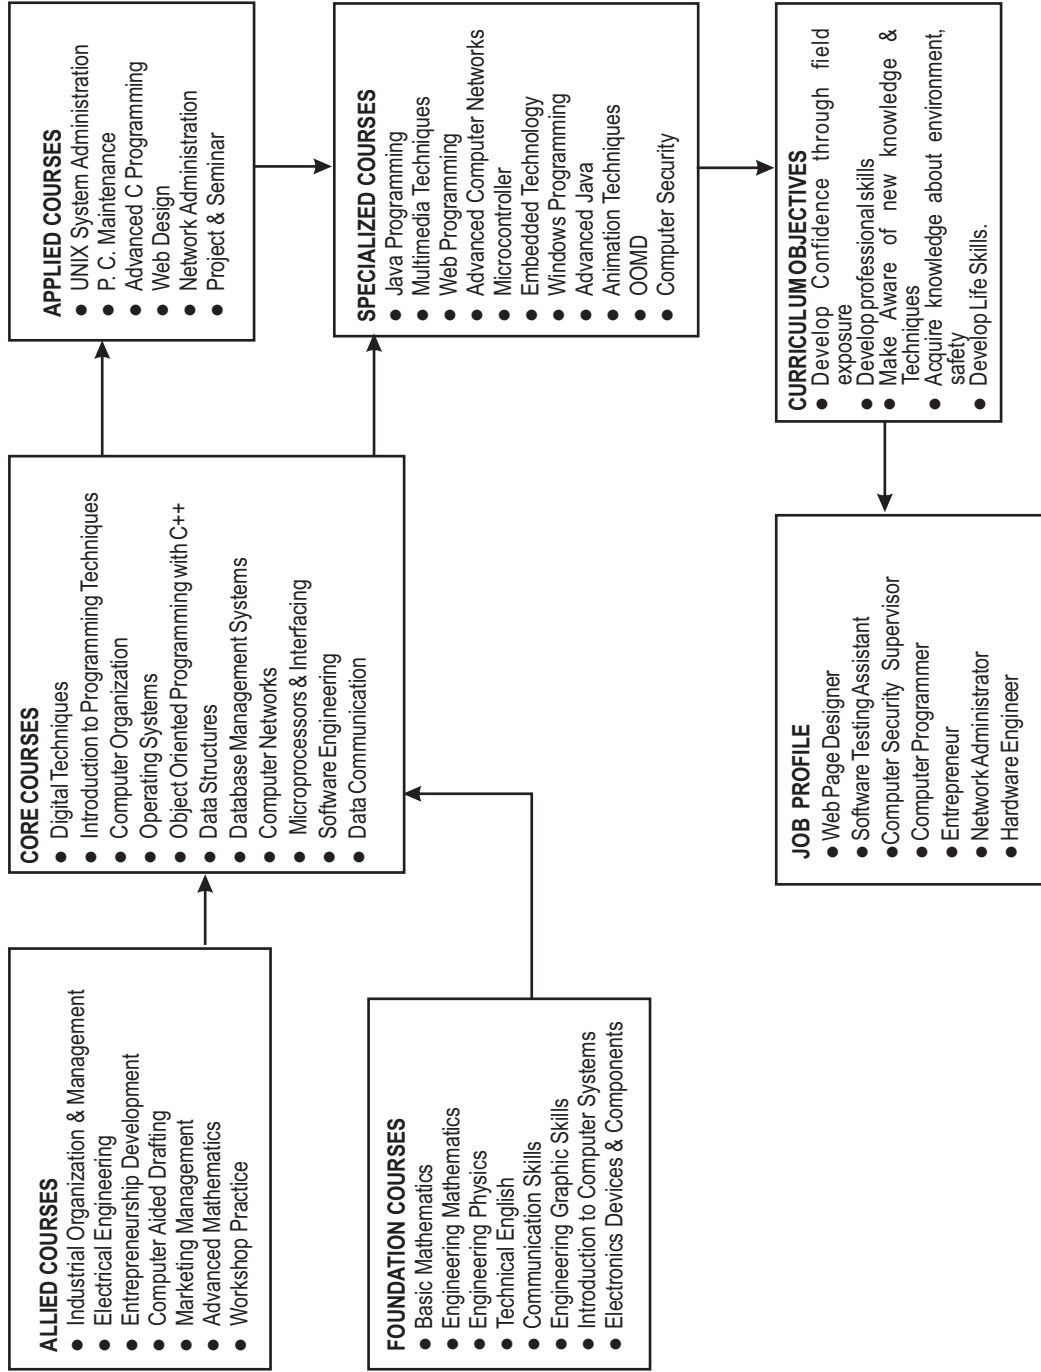 ALLIED COURSES
● Industrial Organization & Management
● Electrical Engineering
● Entrepreneurship Development
● Computer Aided Drafting
● Marketing Management
● Advanced Mathematics
● Workshop Practice
FOUNDATION COURSES
● Basic Mathematics
● Engineering Mathematics
● Engineering Physics
● Technical English
● Communication Skills
● Engineering Graphic Skills
● Introduction to Computer Systems
● Electronics Devices & Components
CORE COURSES
● Digital Techniques
● Introduction to Programming Techniques
● Computer Organization
● Operating Systems
● Object Oriented Programming with C++
● Data Structures
● Database Management Systems
● Computer Networks
● Microprocessors & Interfacing
● Software Engineering
● Data Communication
APPLIED COURSES
● UNIX System Administration
● P. C. Maintenance
● Advanced C Programming
● Web Design
● Network Administration
● Project & Seminar
SPECIALIZED COURSES
● Java Programming
● Multimedia Techniques
● Web Programming
● Advanced Computer Networks
● Microcontroller
● Embedded Technology
● Windows Programming
● Advanced Java
● Animation Techniques
● OOMD
● Computer Security
CURRICULUM OBJECTIVES
● Develop Confidence through field
exposure
● Develop professional skills
● Make Aware of new knowledge &
Techniques
● Acquire knowledge about environment,
safety
● Develop Life Skills.
JOB PROFILE
● Web Page Designer
● Software Testing Assistant
● Computer Security Supervisor
● Computer Programmer
● Entrepreneur
● Network Administrator
● Hardware Engineer